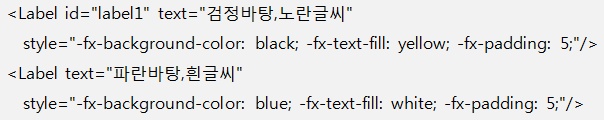 <Label id="label1" text="검정바탕,노란글씨"
style="-fx-background-color: black; -fx-text-fill: yellow; -fx-padding: 5;"/>
<Label text="파란바탕,흰글씨"
style="-fx-background-color: blue; -fx-text-fill: white; -fx-padding: 5;"/>